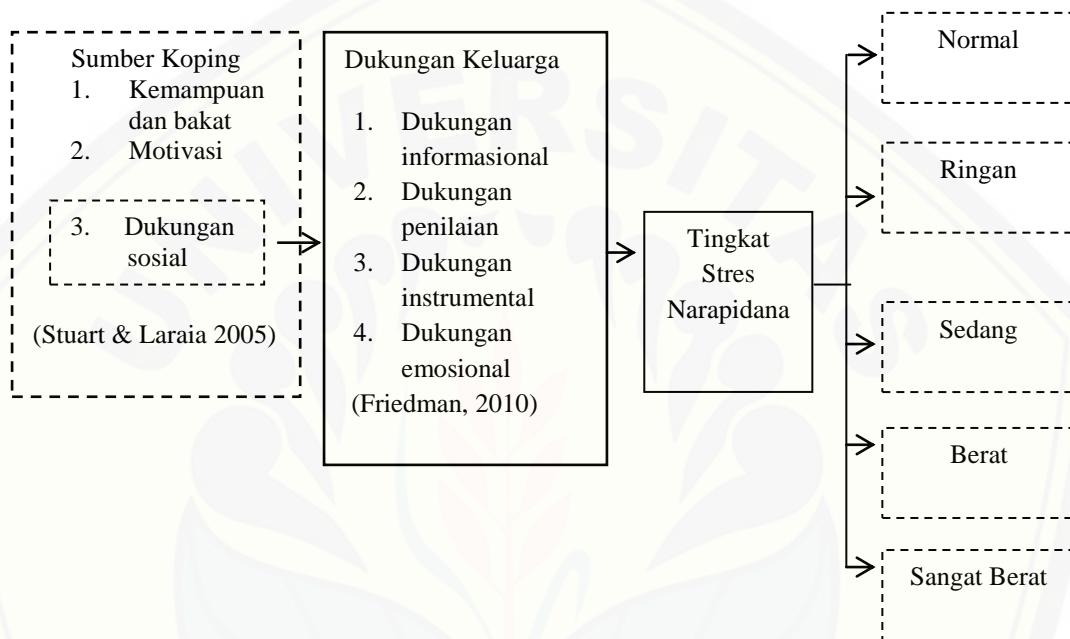 Sumber Koping
1. Kemampuan
dan bakat
2. Motivasi
3. Dukungan
sosial
(Stuart & Laraia 2005)
Dukungan Keluarga
1. Dukungan
informasional
2. Dukungan
penilaian
3. Dukungan
instrumental
4. Dukungan
emosional
(Friedman, 2010)
Tingkat
Stres
Narapidana
Normal
Ringan
Sedang
Berat
Sangat Berat
UNIVERSITAS